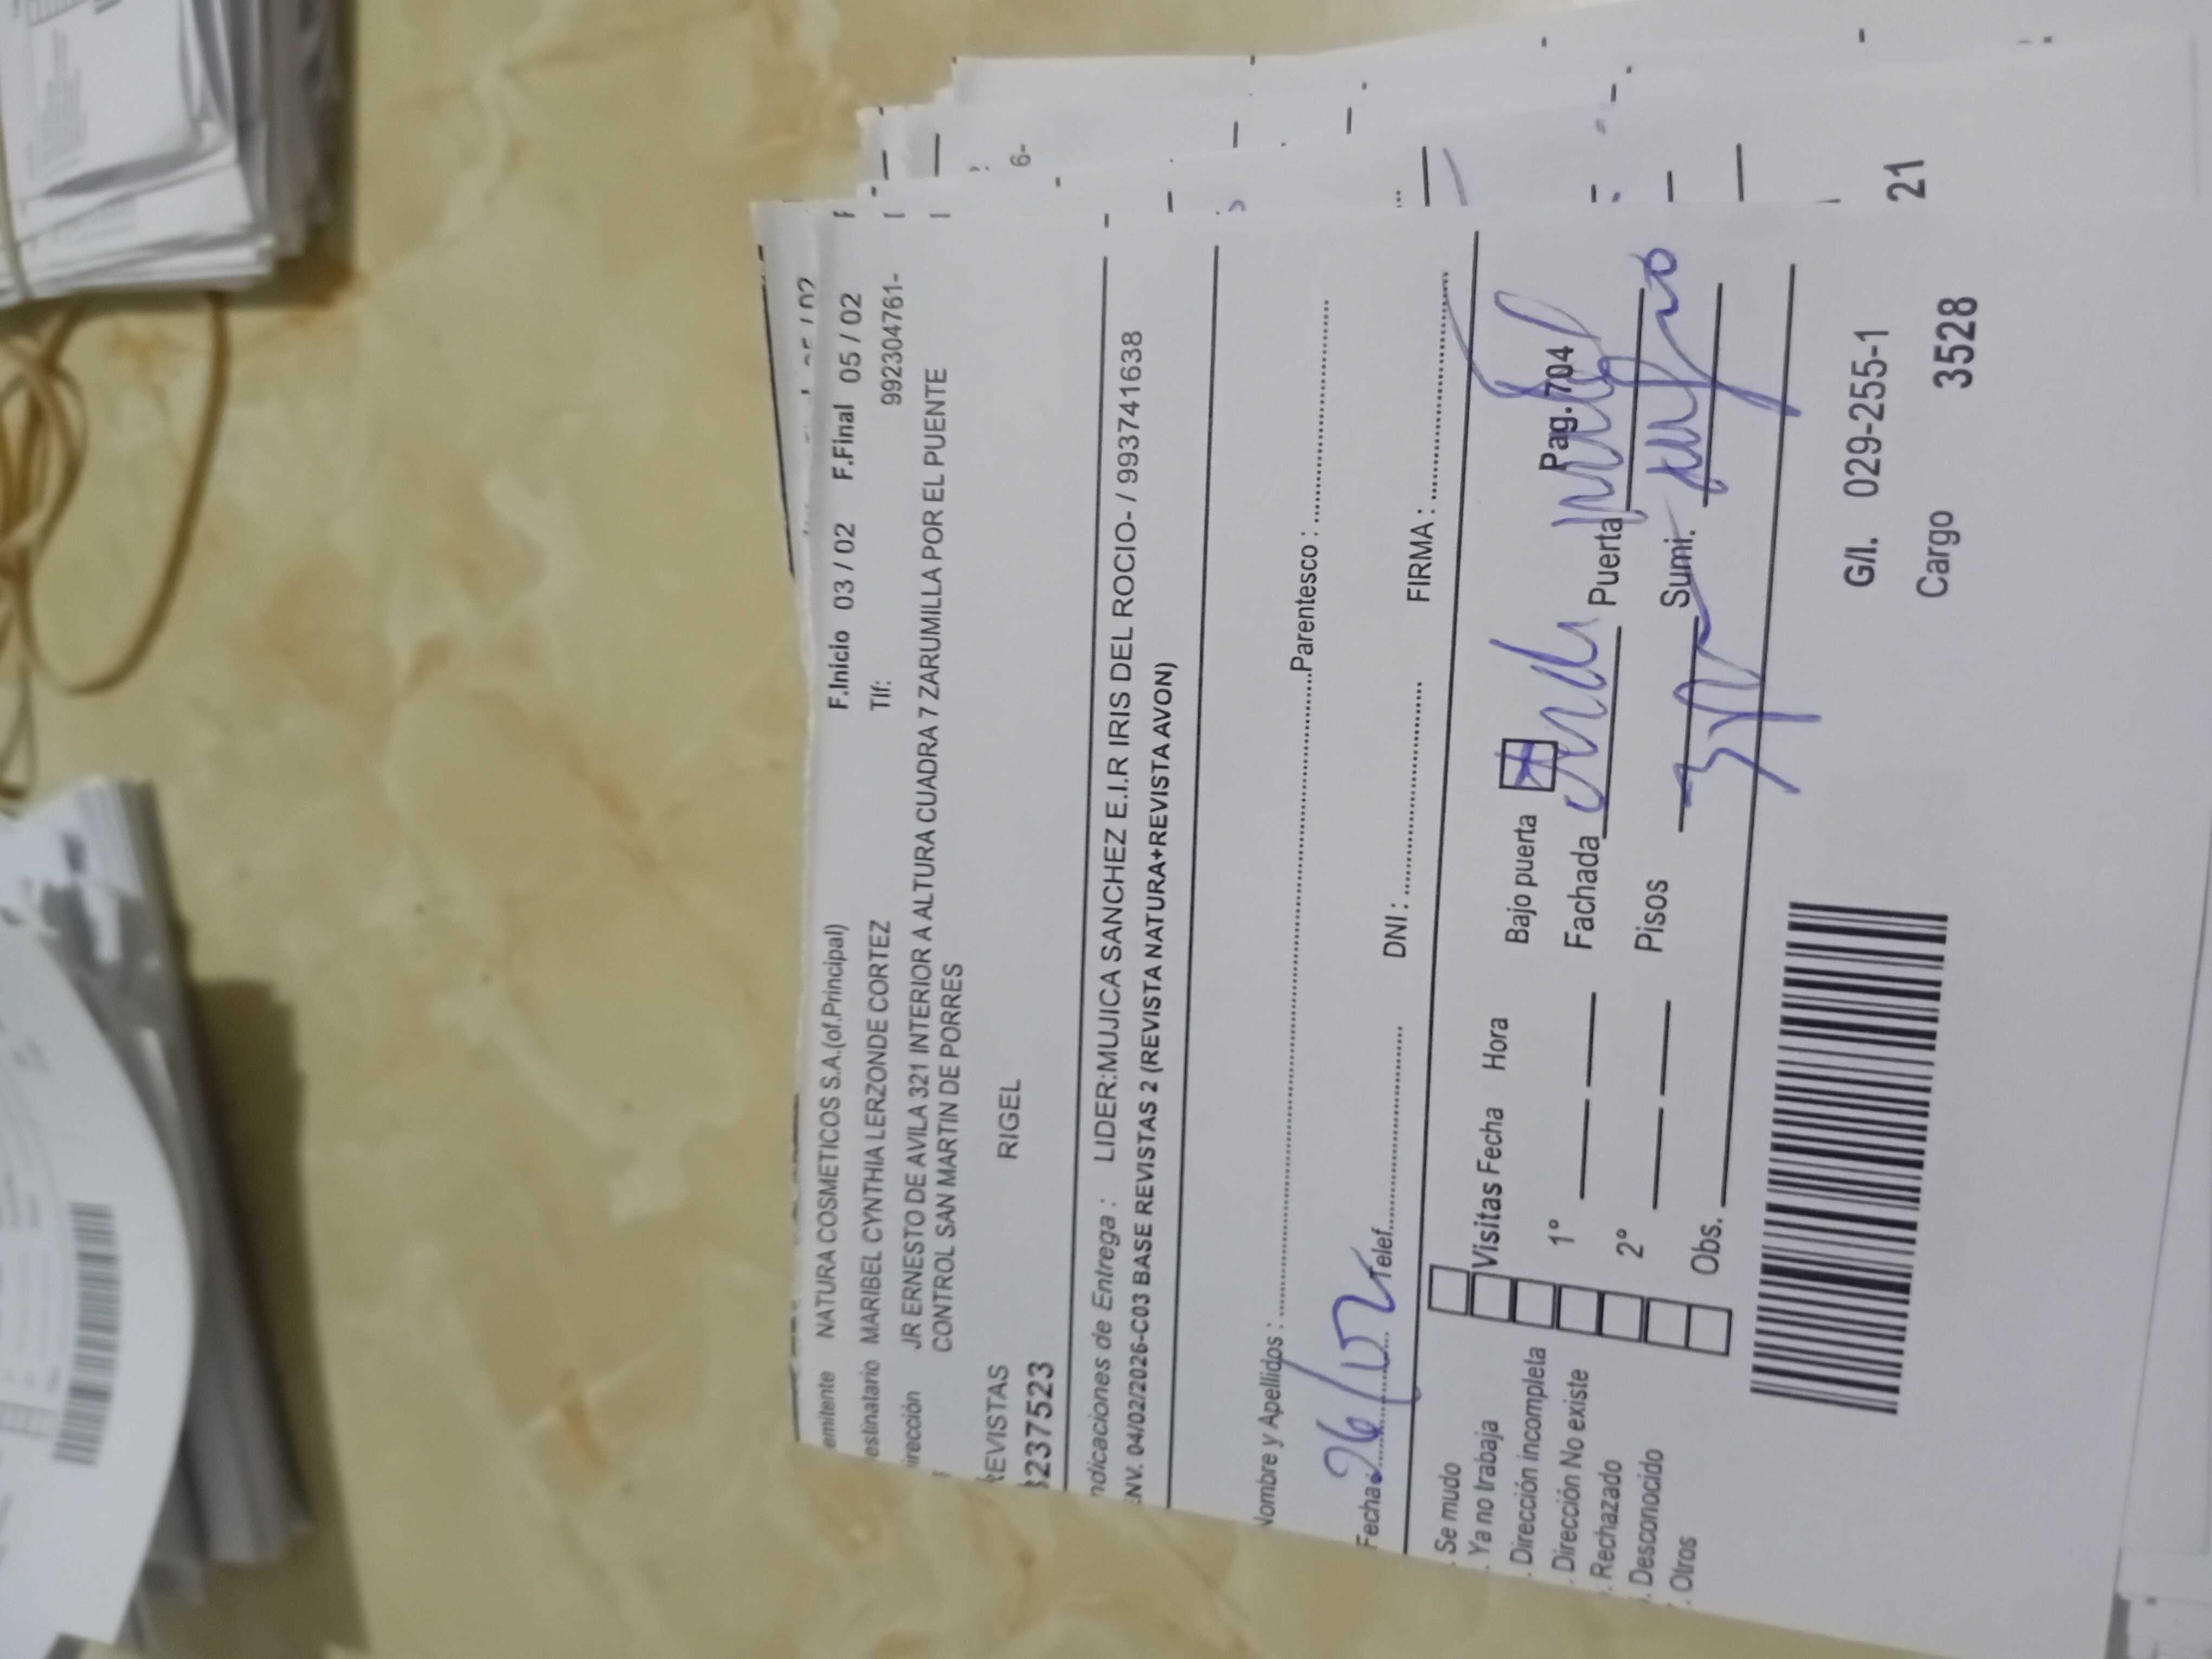 emitente NATURA COSMETICOS S.A.(of.Principal) F.Inicio 03 / 02 F.Final 05 / 02
estinatario MARIBEL CYNTHIA LERZONDE CORTEZ Tlf: 992304761-
irección JR ERNESTO DE AVILA 321 INTERIOR A ALTURA CUADRA 7 ZARUMILLA POR EL PUENTE
CONTROL SAN MARTIN DE PORRES
REVISTAS RIGEL
3237523
ndicaciones de Entrega : LIDER:MUJICA SANCHEZ E.I.R IRIS DEL ROCIO- / 993741638
NV. 04/02/2026-C03 BASE REVISTAS 2 (REVISTA NATURA+REVISTA AVON)
Nombre y Apellidos : Parentesco :
Fecha: 26/02 Telef. DNI : FIRMA :
. Se mudo
. Ya no trabaja
. Dirección incompleta
. Dirección No existe
. Rechazado
. Desconocido
. Otros
Visitas Fecha Hora Bajo puerta Pag. 704
1º Fachada Puerta
2º Pisos Sumi.
Obs.
G/I. 029-255-1
Cargo 3528
21